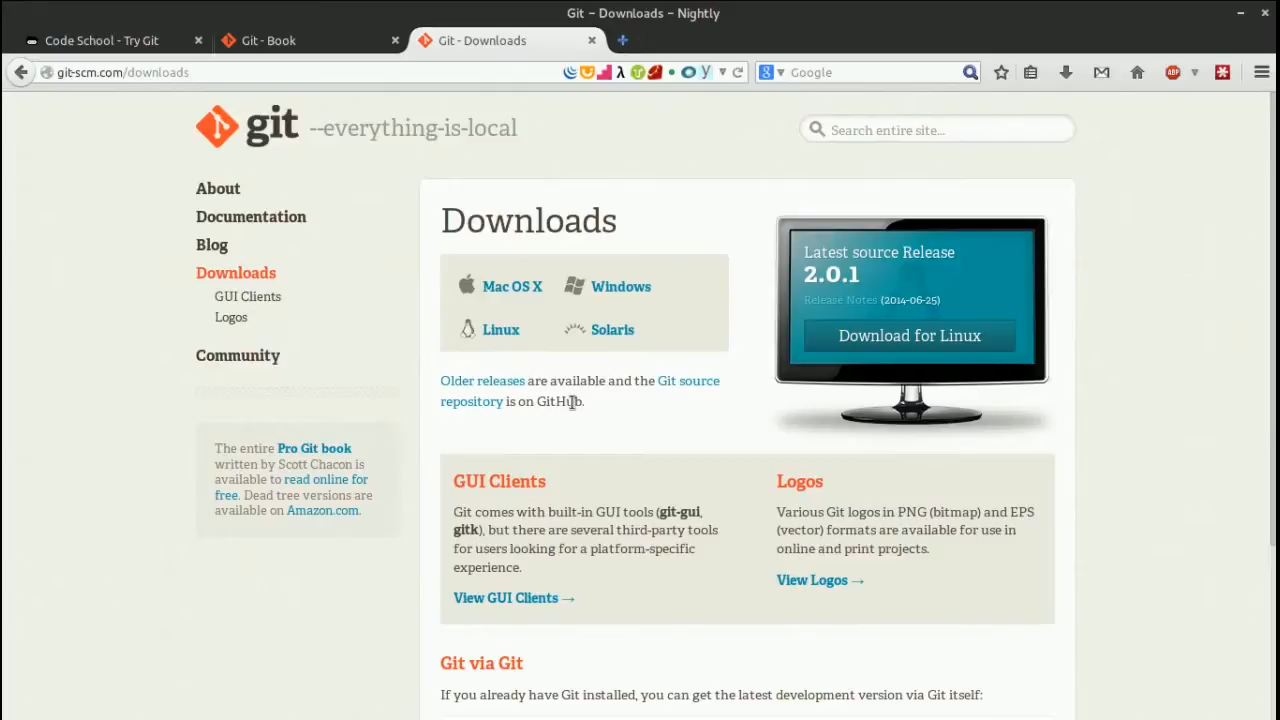 Git – Downloads – Nightly
Code School - Try Git
Git - Book
Git - Downloads
git-scm.com/downloads
Google
git --everything-is-local
Search entire site...
About
Documentation
Blog
Downloads
GUI Clients
Logos
Community
The entire Pro Git book
written by Scott Chacon is
available to read online for
free. Dead tree versions are
available on Amazon.com.
Downloads
Mac OS X
Windows
Linux
Solaris
Older releases are available and the Git source
repository is on GitHub.
Latest source Release
2.0.1
Release Notes (2014-06-25)
Download for Linux
GUI Clients
Git comes with built-in GUI tools (git-gui,
gitk), but there are several third-party tools
for users looking for a platform-specific
experience.
View GUI Clients →
Logos
Various Git logos in PNG (bitmap) and EPS
(vector) formats are available for use in
online and print projects.
View Logos →
Git via Git
If you already have Git installed, you can get the latest development version via Git itself: